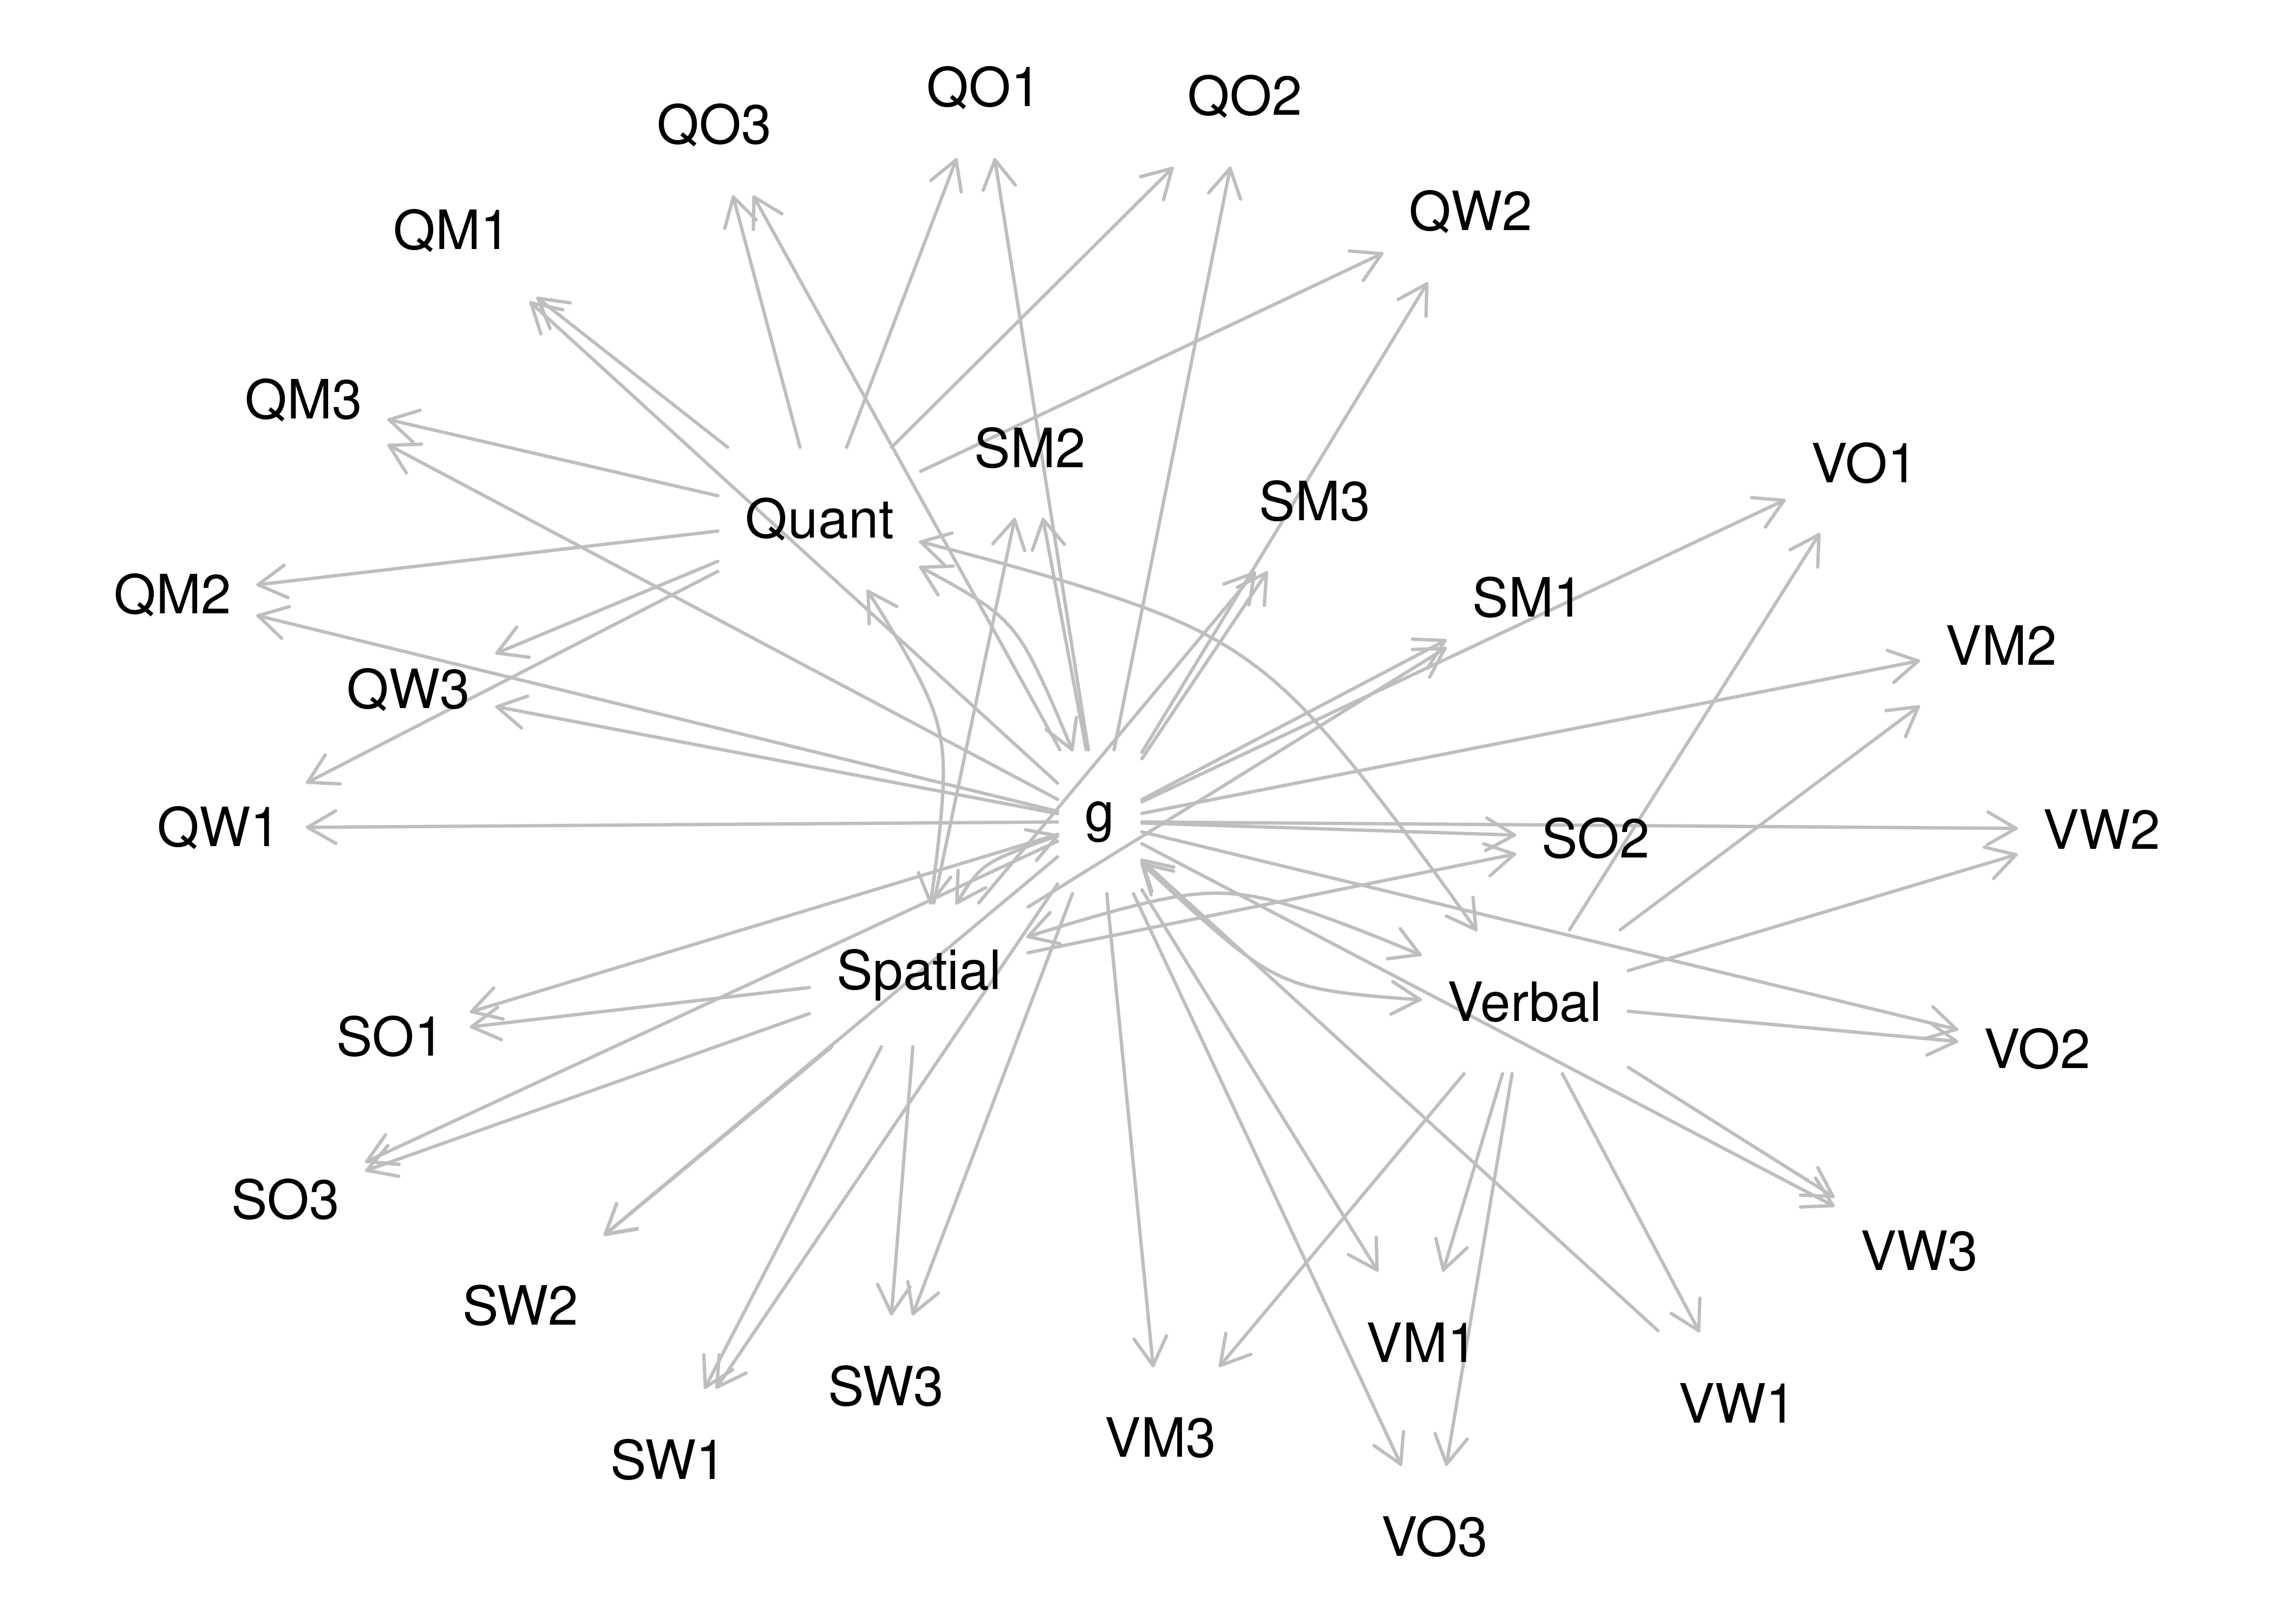 QO1
QO2
QO3
QW2
QM1
QM3
SM2
VO1
SM3
Quant
QM2
SM1
VM2
QW3
g
QW1
SO2
VW2
Spatial
Verbal
SO1
VO2
SO3
VW3
SW2
VM1
SW3
VW1
VM3
SW1
VO3